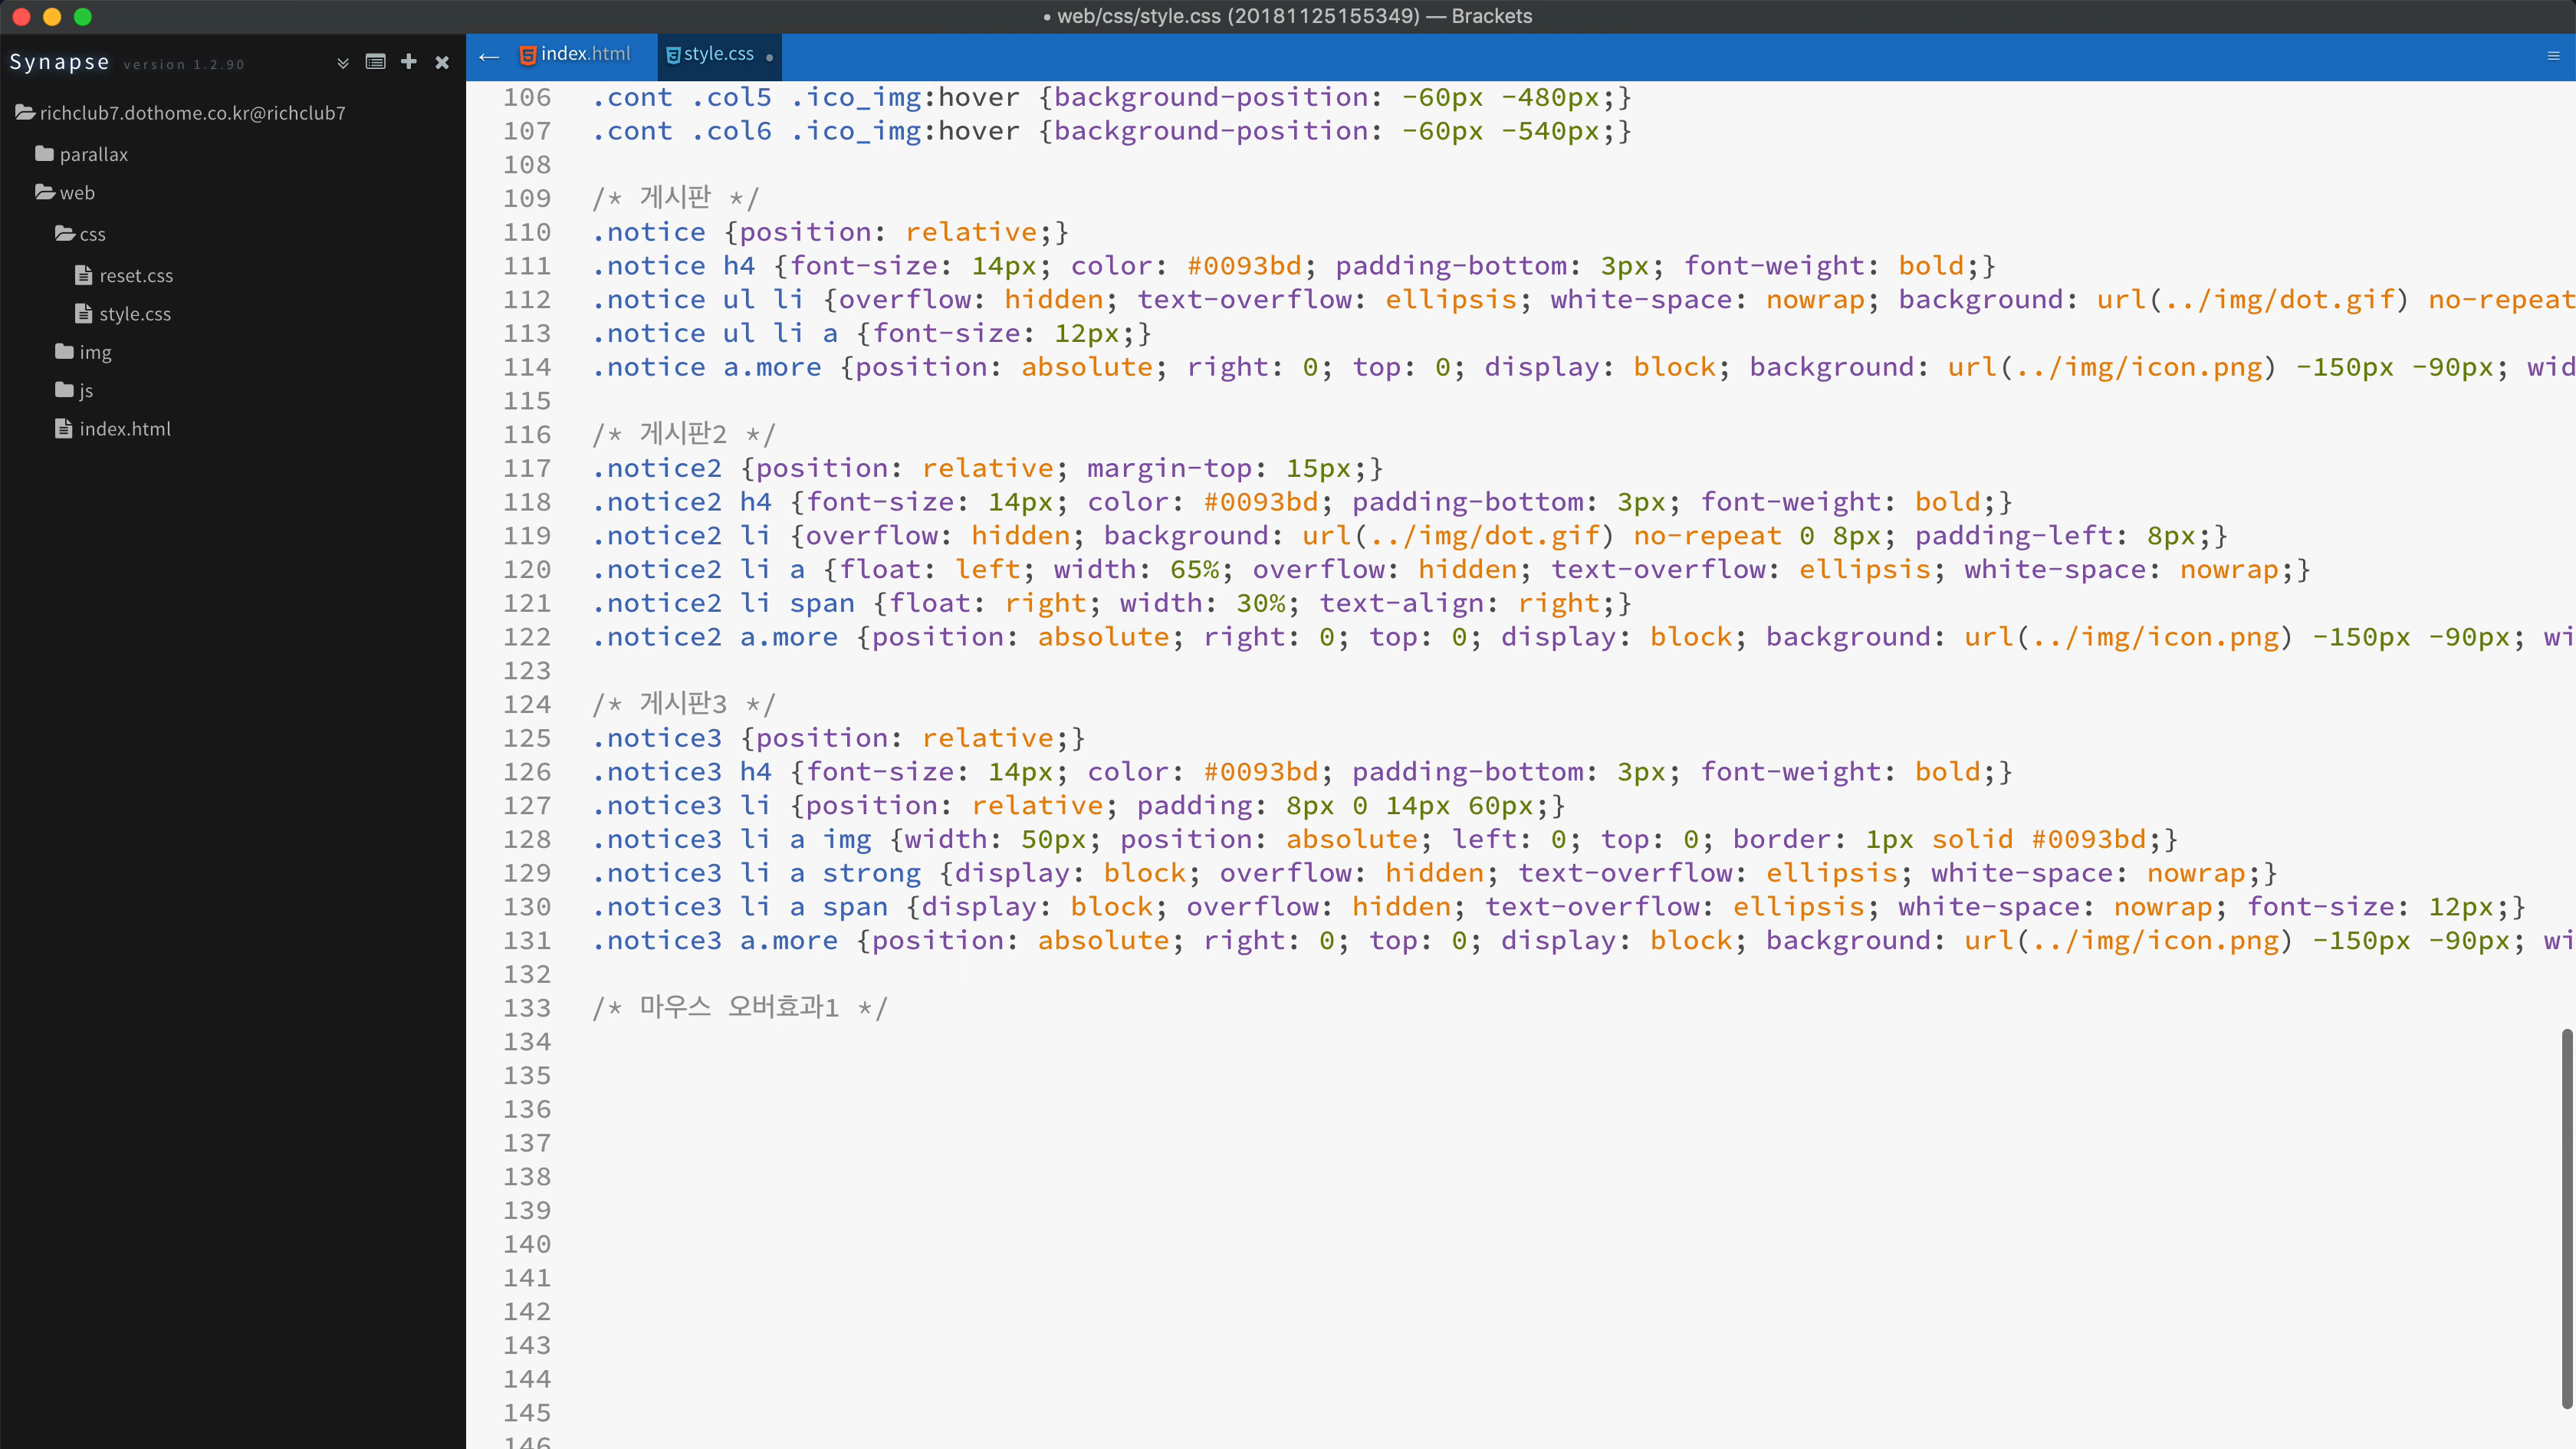 • web/css/style.css (20181125155349) — Brackets
Synapse version 1.2.90
richclub7.dothome.co.kr@richclub7
parallax
web
css
reset.css
style.css
img
js
index.html
← index.html style.css •
106 .cont .col5 .ico_img:hover {background-position: -60px -480px;}
107 .cont .col6 .ico_img:hover {background-position: -60px -540px;}
108
109 /* 게시판 */
110 .notice {position: relative;}
111 .notice h4 {font-size: 14px; color: #0093bd; padding-bottom: 3px; font-weight: bold;}
112 .notice ul li {overflow: hidden; text-overflow: ellipsis; white-space: nowrap; background: url(../img/dot.gif) no-repeat
113 .notice ul li a {font-size: 12px;}
114 .notice a.more {position: absolute; right: 0; top: 0; display: block; background: url(../img/icon.png) -150px -90px; wid
115
116 /* 게시판2 */
117 .notice2 {position: relative; margin-top: 15px;}
118 .notice2 h4 {font-size: 14px; color: #0093bd; padding-bottom: 3px; font-weight: bold;}
119 .notice2 li {overflow: hidden; background: url(../img/dot.gif) no-repeat 0 8px; padding-left: 8px;}
120 .notice2 li a {float: left; width: 65%; overflow: hidden; text-overflow: ellipsis; white-space: nowrap;}
121 .notice2 li span {float: right; width: 30%; text-align: right;}
122 .notice2 a.more {position: absolute; right: 0; top: 0; display: block; background: url(../img/icon.png) -150px -90px; wi
123
124 /* 게시판3 */
125 .notice3 {position: relative;}
126 .notice3 h4 {font-size: 14px; color: #0093bd; padding-bottom: 3px; font-weight: bold;}
127 .notice3 li {position: relative; padding: 8px 0 14px 60px;}
128 .notice3 li a img {width: 50px; position: absolute; left: 0; top: 0; border: 1px solid #0093bd;}
129 .notice3 li a strong {display: block; overflow: hidden; text-overflow: ellipsis; white-space: nowrap;}
130 .notice3 li a span {display: block; overflow: hidden; text-overflow: ellipsis; white-space: nowrap; font-size: 12px;}
131 .notice3 a.more {position: absolute; right: 0; top: 0; display: block; background: url(../img/icon.png) -150px -90px; wi
132
133 /* 마우스 오버효과1 */
134
135
136
137
138
139
140
141
142
143
144
145
146